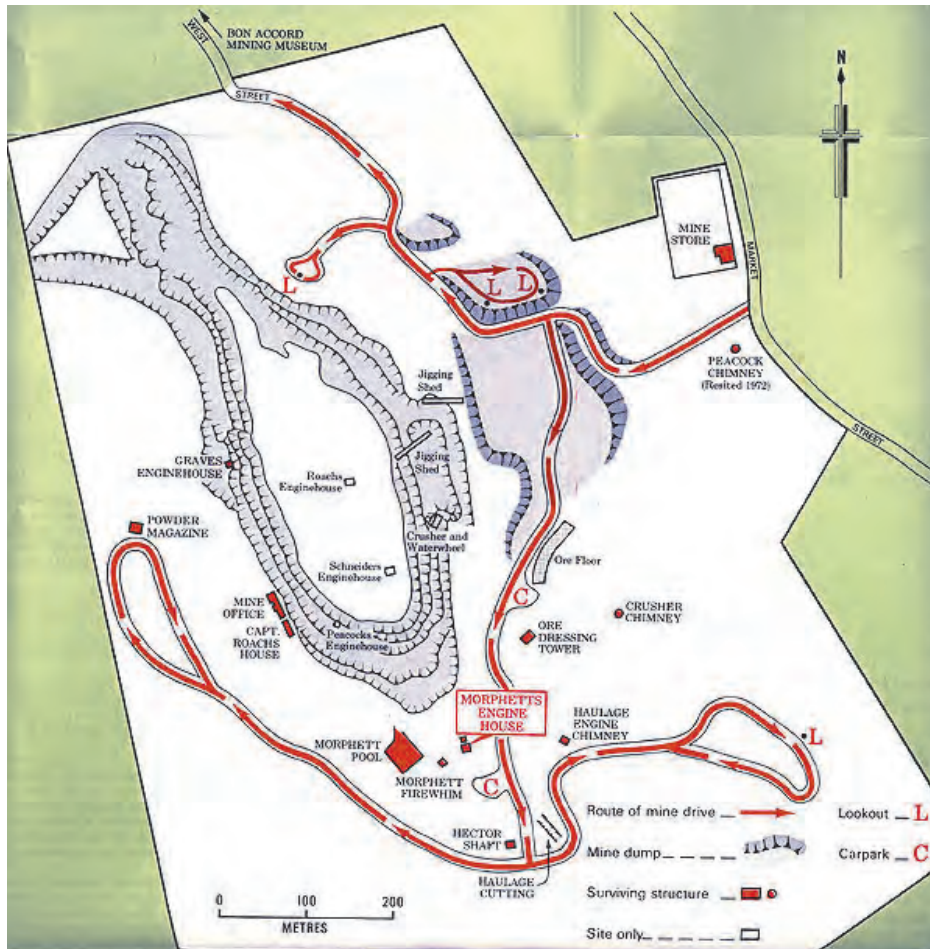 BON ACCORD
MINING MUSEUM
WEST
STREET
N
MINE
STORE
MARKET
STREET
PEACOCK
CHIMNEY
(Resited 1972)
L
L
L
Jigging
Shed
Jigging
Shed
GRAVES
ENGINEHOUSE
Roachs
Enginehouse
POWDER
MAGAZINE
Crusher and
Waterwheel
Ore Floor
Schneiders
Enginehouse
C
MINE
OFFICE
CAPT.
ROACHS
HOUSE
Peacocks
Enginehouse
ORE
DRESSING
TOWER
CRUSHER
CHIMNEY
MORPHETTS
ENGINE
HOUSE
HAULAGE
ENGINE
CHIMNEY
L
MORPHETT
POOL
MORPHETT
FIREWHIM
C
HECTOR
SHAFT
HAULAGE
CUTTING
Route of mine drive
Lookout L
Mine dump
Carpark C
Surviving structure
Site only
0 100 200
METRES